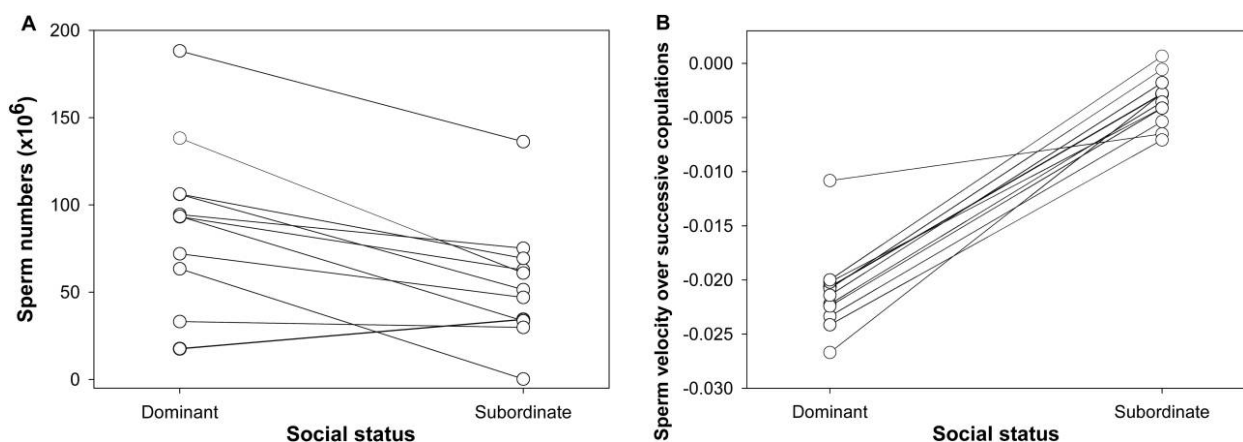 A
Sperm numbers (x10⁶)
200
150
100
50
0
Dominant
Subordinate
Social status
B
Sperm velocity over successive copulations
0.000
-0.005
-0.010
-0.015
-0.020
-0.025
-0.030
Dominant
Subordinate
Social status